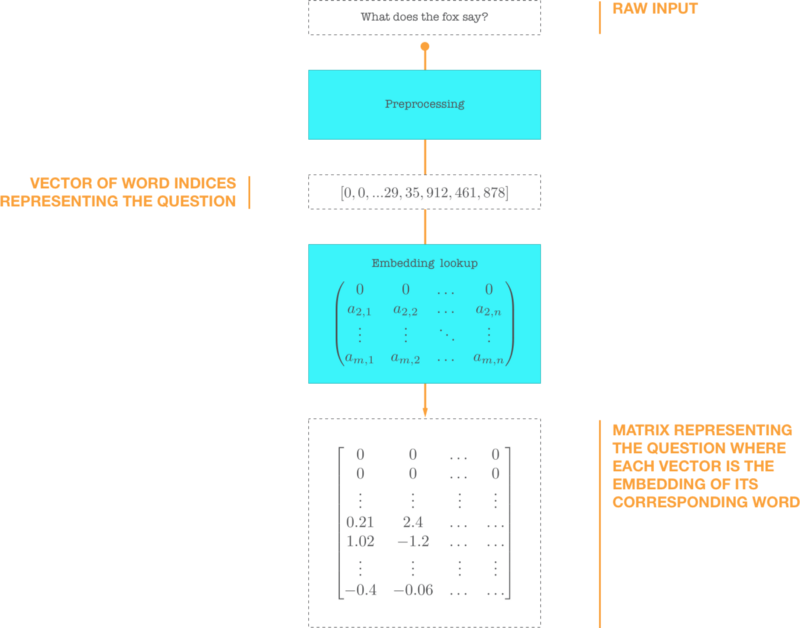 What does the fox say?
RAW INPUT
Preprocessing
VECTOR OF WORD INDICES
REPRESENTING THE QUESTION
[0, 0, ...29, 35, 912, 461, 878]
Embedding lookup
0 0 … 0
a2,1 a2,2 … a2,n
⋮ ⋮ ⋱ ⋮
am,1 am,2 … am,n
MATRIX REPRESENTING
THE QUESTION WHERE
EACH VECTOR IS THE
EMBEDDING OF ITS
CORRESPONDING WORD
0 0 … 0
0 0 … 0
⋮ ⋮ ⋮ ⋮
0.21 2.4 … …
1.02 −1.2 … …
⋮ ⋮ ⋮ ⋮
−0.4 −0.06 … …